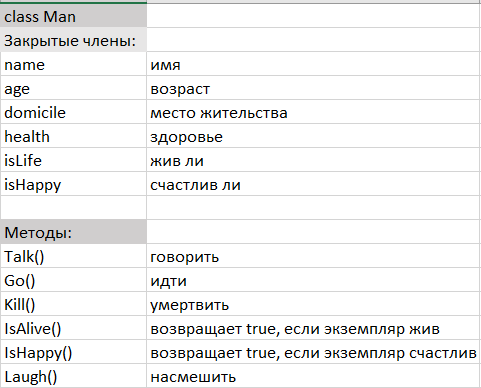 class Man
Закрытые члены:
name имя
age возраст
domicile место жительства
health здоровье
isLife жив ли
isHappy счастлив ли
Методы:
Talk() говорить
Go() идти
Kill() умертвить
IsAlive() возвращает true, если экземпляр жив
IsHappy() возвращает true, если экземпляр счастлив
Laugh() насмешить